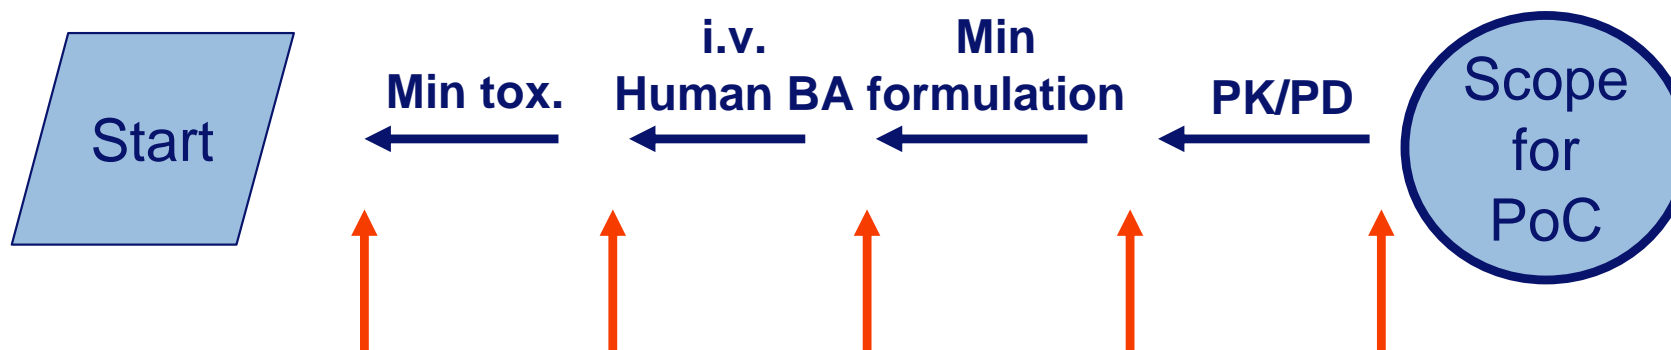 Start
Min tox.
i.v.
Human BA
Min
formulation
PK/PD
Scope
for
PoC